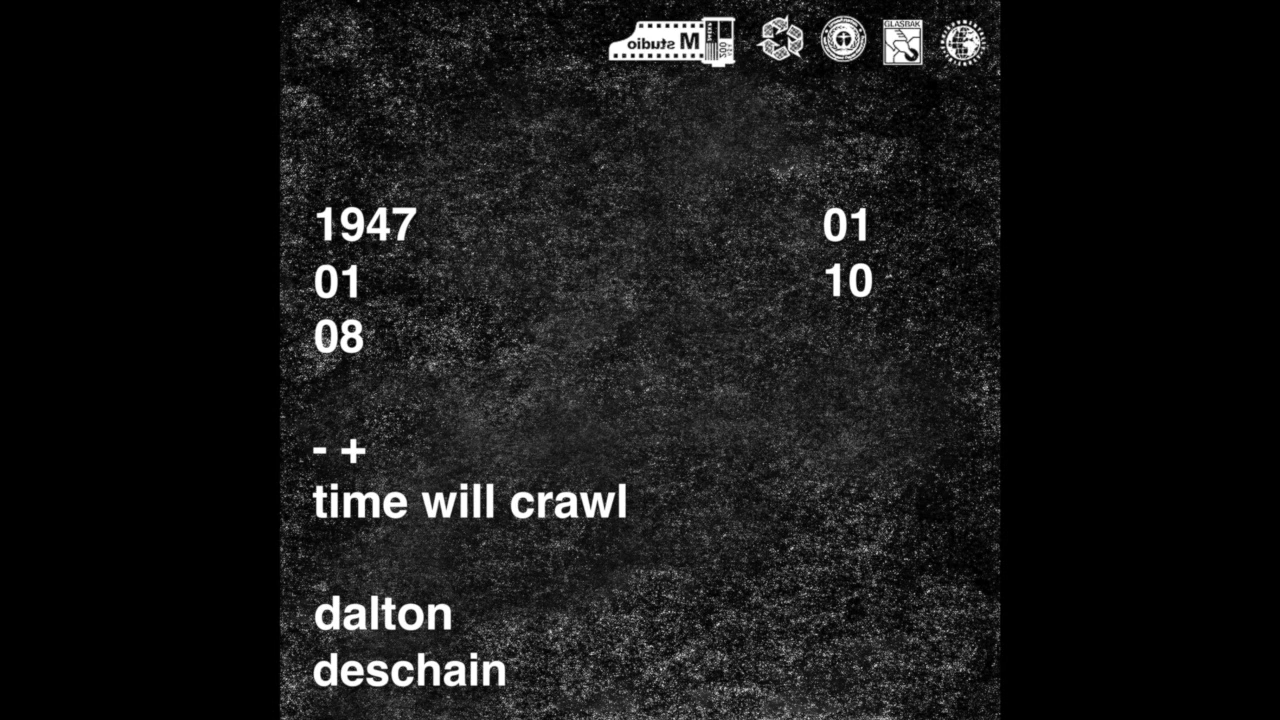 M studio
GLASBAK
1947
01
08
01
10
- +
time will crawl
dalton
deschain